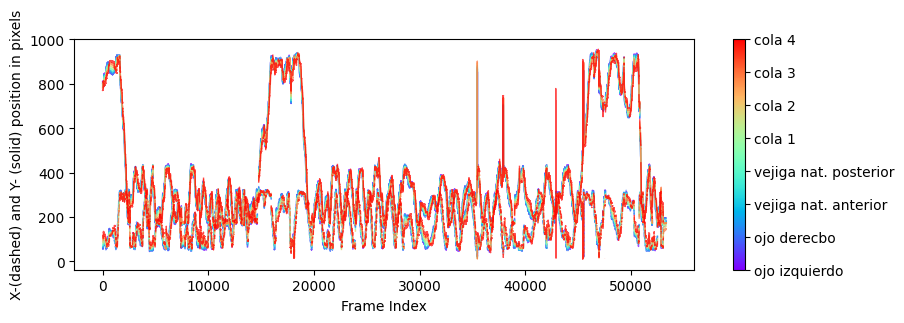 X-(dashed) and Y- (solid) position in pixels
1000
800
600
400
200
0
0
10000
20000
30000
40000
50000
Frame Index
cola 4
cola 3
cola 2
cola 1
vejiga nat. posterior
vejiga nat. anterior
ojo derecbo
ojo izquierdo